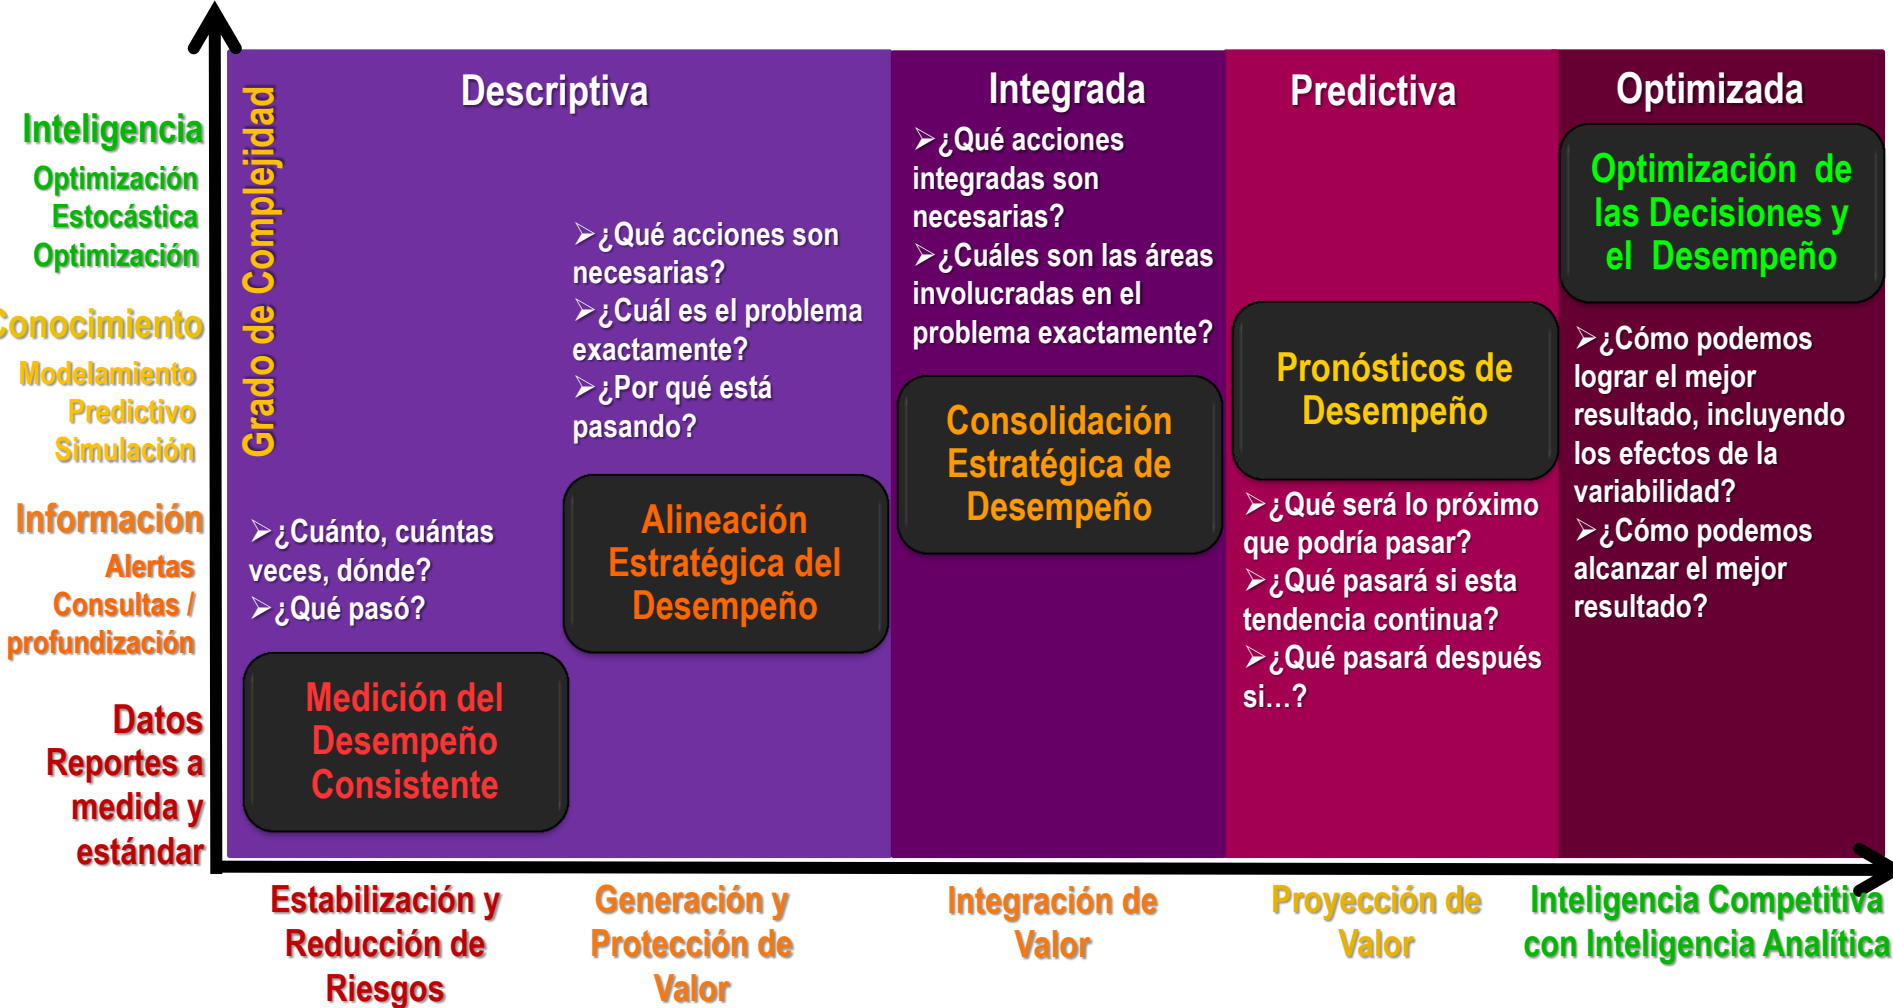 Inteligencia
Optimización
Estocástica
Optimización
Conocimiento
Modelamiento
Predictivo
Simulación
Información
Alertas
Consultas /
profundización
Datos
Reportes a
medida y
estándar
Grado de Complejidad
Descriptiva
➢¿Cuánto, cuántas
veces, dónde?
➢¿Qué pasó?
Medición del
Desempeño
Consistente
➢¿Qué acciones son
necesarias?
➢¿Cuál es el problema
exactamente?
➢¿Por qué está
pasando?
Alineación
Estratégica del
Desempeño
Integrada
➢¿Qué acciones
integradas son
necesarias?
➢¿Cuáles son las áreas
involucradas en el
problema exactamente?
Consolidación
Estratégica de
Desempeño
Predictiva
Pronósticos de
Desempeño
➢¿Qué será lo próximo
que podría pasar?
➢¿Qué pasará si esta
tendencia continua?
➢¿Qué pasará después
si...?
Optimizada
Optimización de
las Decisiones y
el Desempeño
➢¿Cómo podemos
lograr el mejor
resultado, incluyendo
los efectos de la
variabilidad?
➢¿Cómo podemos
alcanzar el mejor
resultado?
Estabilización y
Reducción de
Riesgos
Generación y
Protección de
Valor
Integración de
Valor
Proyección de
Valor
Inteligencia Competitiva
con Inteligencia Analítica